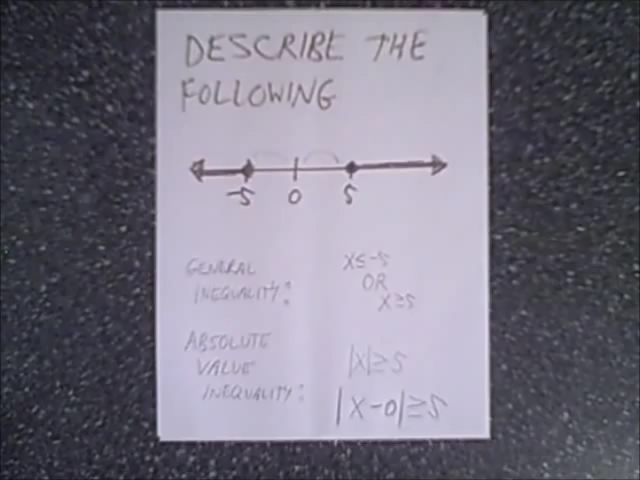 DESCRIBE THE
FOLLOWING
-5 0 5
GENERAL
INEQUALITY:
X≤-5
OR
X≥5
ABSOLUTE
VALUE
INEQUALITY:
|X|≥5
|X-0|≥5